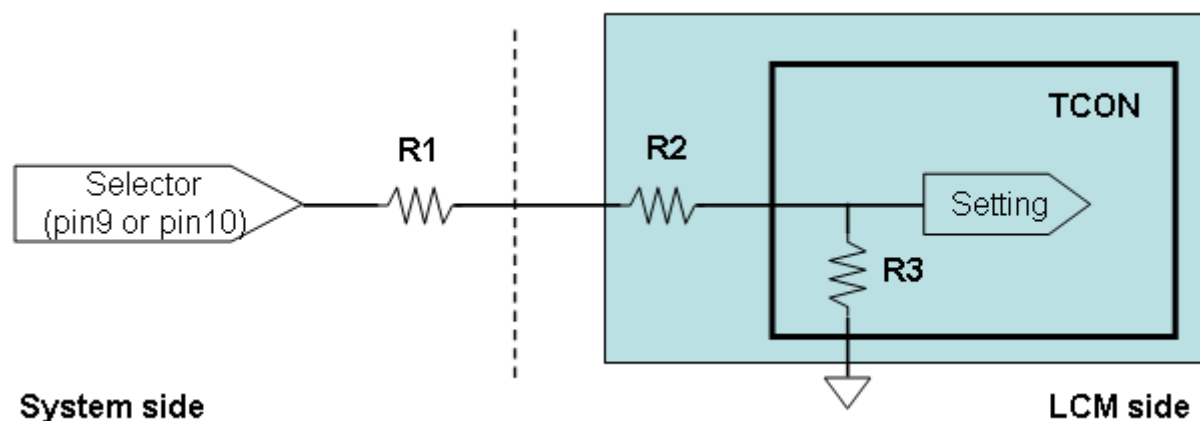 TCON
R1
R2
Selector
(pin9 or pin10)
Setting
R3
System side
LCM side